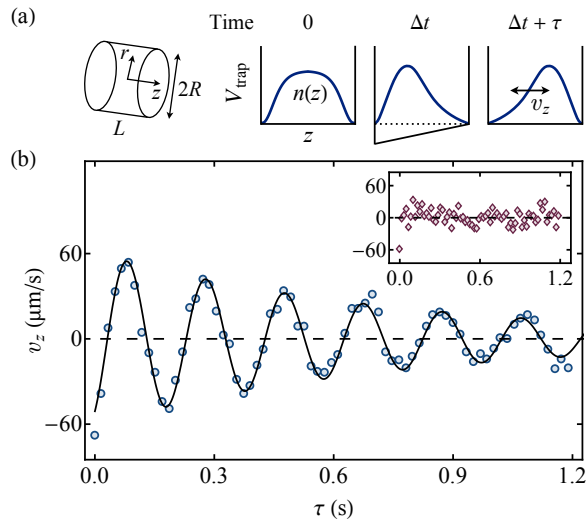 (a)
Time 0 Δt Δt + τ
r z 2R L
V_trap n(z) v_z
z
(b)
60
0
−60
0.0 0.6 1.2
60
0
−60
v_z (μm/s)
0.0 0.3 0.6 0.9 1.2
τ (s)